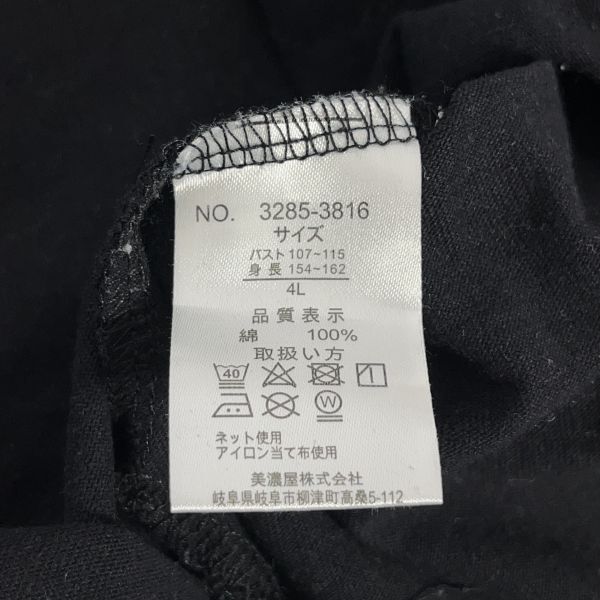 NO. 3285-3816
サイズ
バスト107~115
身長154~162
4L
品質表示
綿 100%
取扱い方
40
W
ネット使用
アイロン当て布使用
美濃屋株式会社
岐阜県岐阜市柳津町高桑5-112